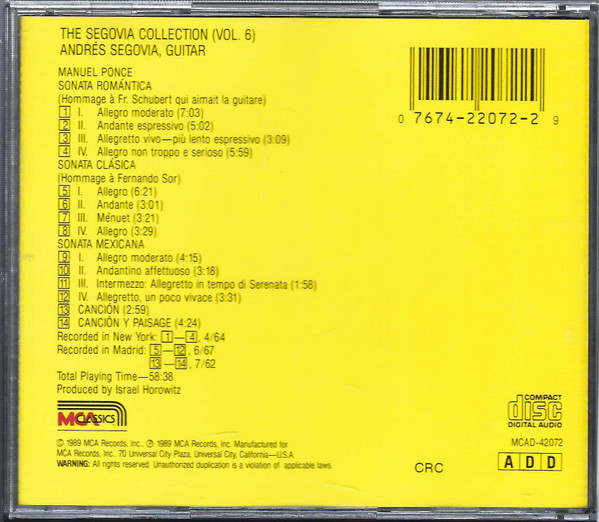 THE SEGOVIA COLLECTION (VOL. 6)
ANDRÉS SEGOVIA, GUITAR
MANUEL PONCE
SONATA ROMÁNTICA
(Hommage à Fr. Schubert qui aimait la guitare)
1 I. Allegro moderato (7:03)
2 II. Andante espressivo (5:02)
3 III. Allegretto vivo—più lento espressivo (3:09)
4 IV. Allegro non troppo e serioso (5:59)
SONATA CLÁSICA
(Hommage à Fernando Sor)
5 I. Allegro (6:21)
6 II. Andante (3:01)
7 III. Ménuet (3:21)
8 IV. Allegro (3:29)
SONATA MEXICANA
9 I. Allegro moderato (4:15)
10 II. Andantino affettuoso (3:18)
11 III. Intermezzo: Allegretto in tempo di Serenata (1:58)
12 IV. Allegretto, un poco vivace (3:31)
13 CANCIÓN (2:59)
14 CANCIÓN Y PAISAGE (4:24)
Recorded in New York: 1—4, 4/64
Recorded in Madrid: 5—12, 6/67
13—14, 7/62
Total Playing Time—58:38
Produced by Israel Horowitz
MCA CLASSICS
© 1989 MCA Records, Inc., ℗ 1989 MCA Records, Inc. Manufactured for
MCA Records, Inc., 70 Universal City Plaza, Universal City, California—U.S.A.
WARNING: All rights reserved. Unauthorized duplication is a violation of applicable laws.
0 7674-22072-2 9
COMPACT
disc
DIGITAL AUDIO
MCAD-42072
CRC
A D D